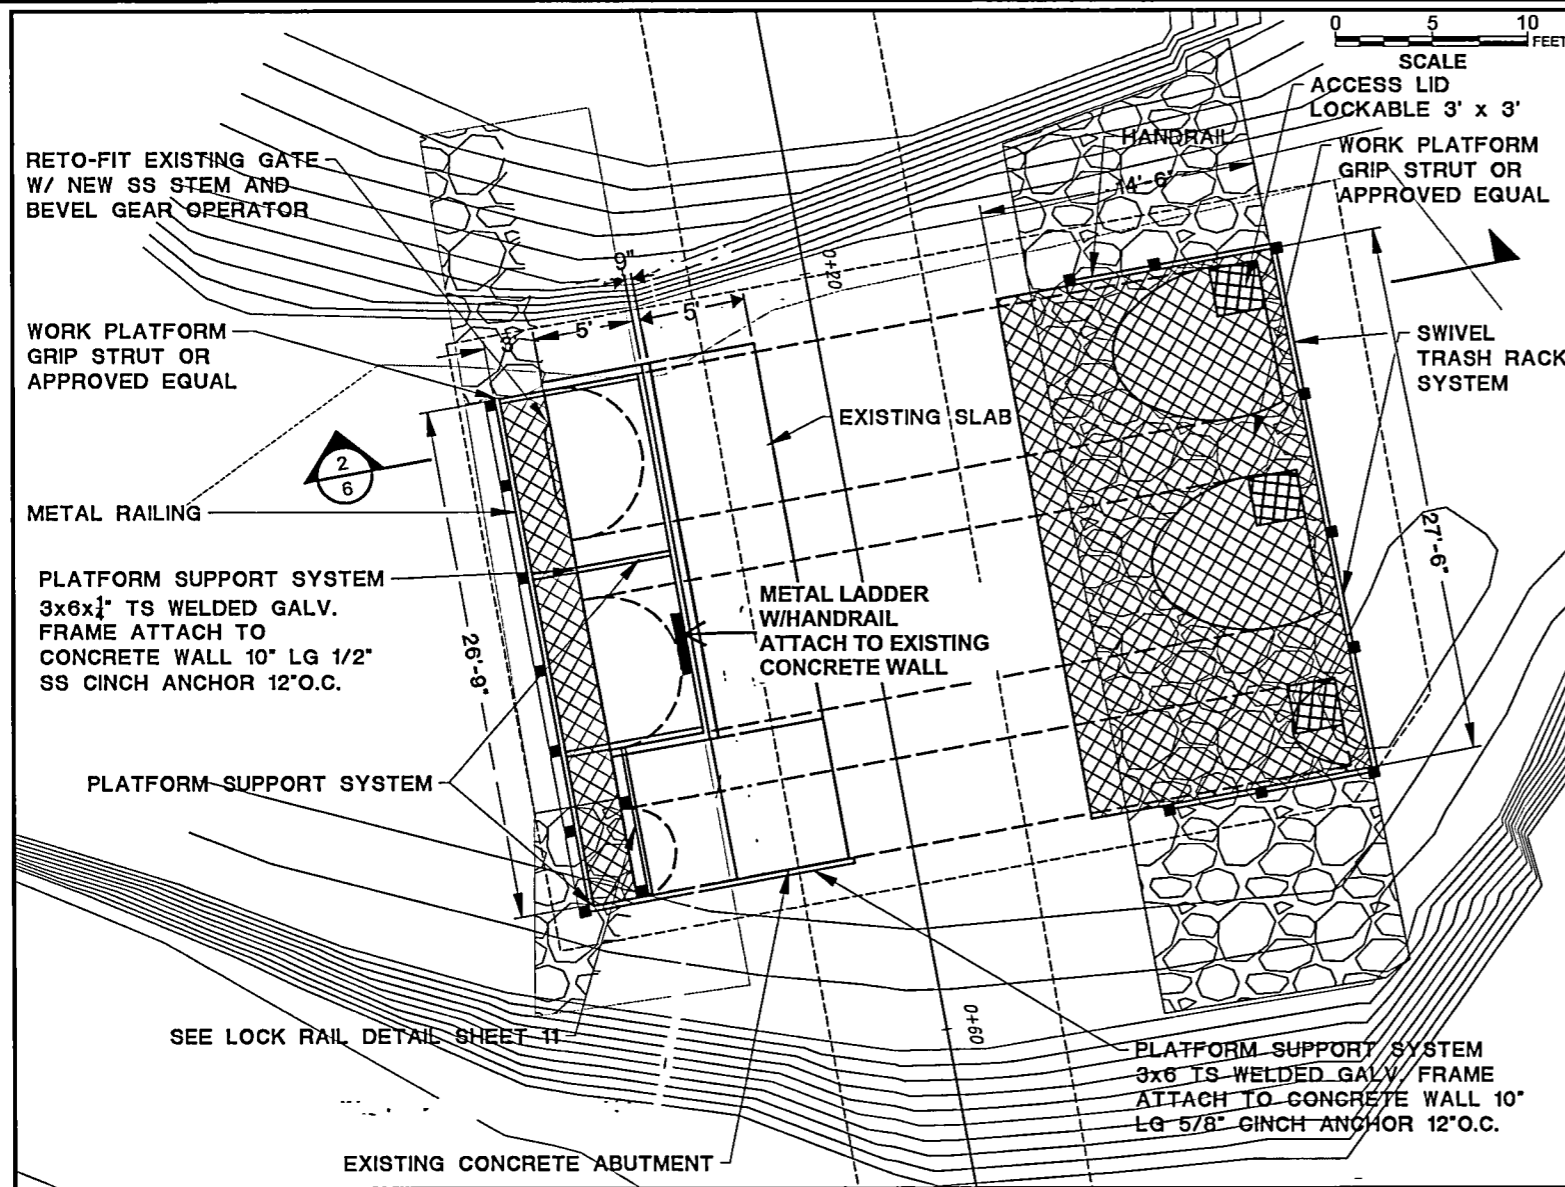 0 5 10
FEET
SCALE
ACCESS LID
LOCKABLE 3' x 3'
HANDRAIL
WORK PLATFORM
GRIP STRUT OR
APPROVED EQUAL
14'-6"
RETO-FIT EXISTING GATE
W/ NEW SS STEM AND
BEVEL GEAR OPERATOR
9"
0+20
5'
5'
3'
WORK PLATFORM
GRIP STRUT OR
APPROVED EQUAL
SWIVEL
TRASH RACK
SYSTEM
EXISTING SLAB
2
6
METAL RAILING
27'-6"
PLATFORM SUPPORT SYSTEM
3x6x1/4" TS WELDED GALV.
FRAME ATTACH TO
CONCRETE WALL 10" LG 1/2"
SS CINCH ANCHOR 12"O.C.
METAL LADDER
W/HANDRAIL
ATTACH TO EXISTING
CONCRETE WALL
26'-9"
PLATFORM SUPPORT SYSTEM
SEE LOCK RAIL DETAIL SHEET 11
0+60
PLATFORM SUPPORT SYSTEM
3x6 TS WELDED GALV. FRAME
ATTACH TO CONCRETE WALL 10"
LG 5/8" CINCH ANCHOR 12"O.C.
EXISTING CONCRETE ABUTMENT